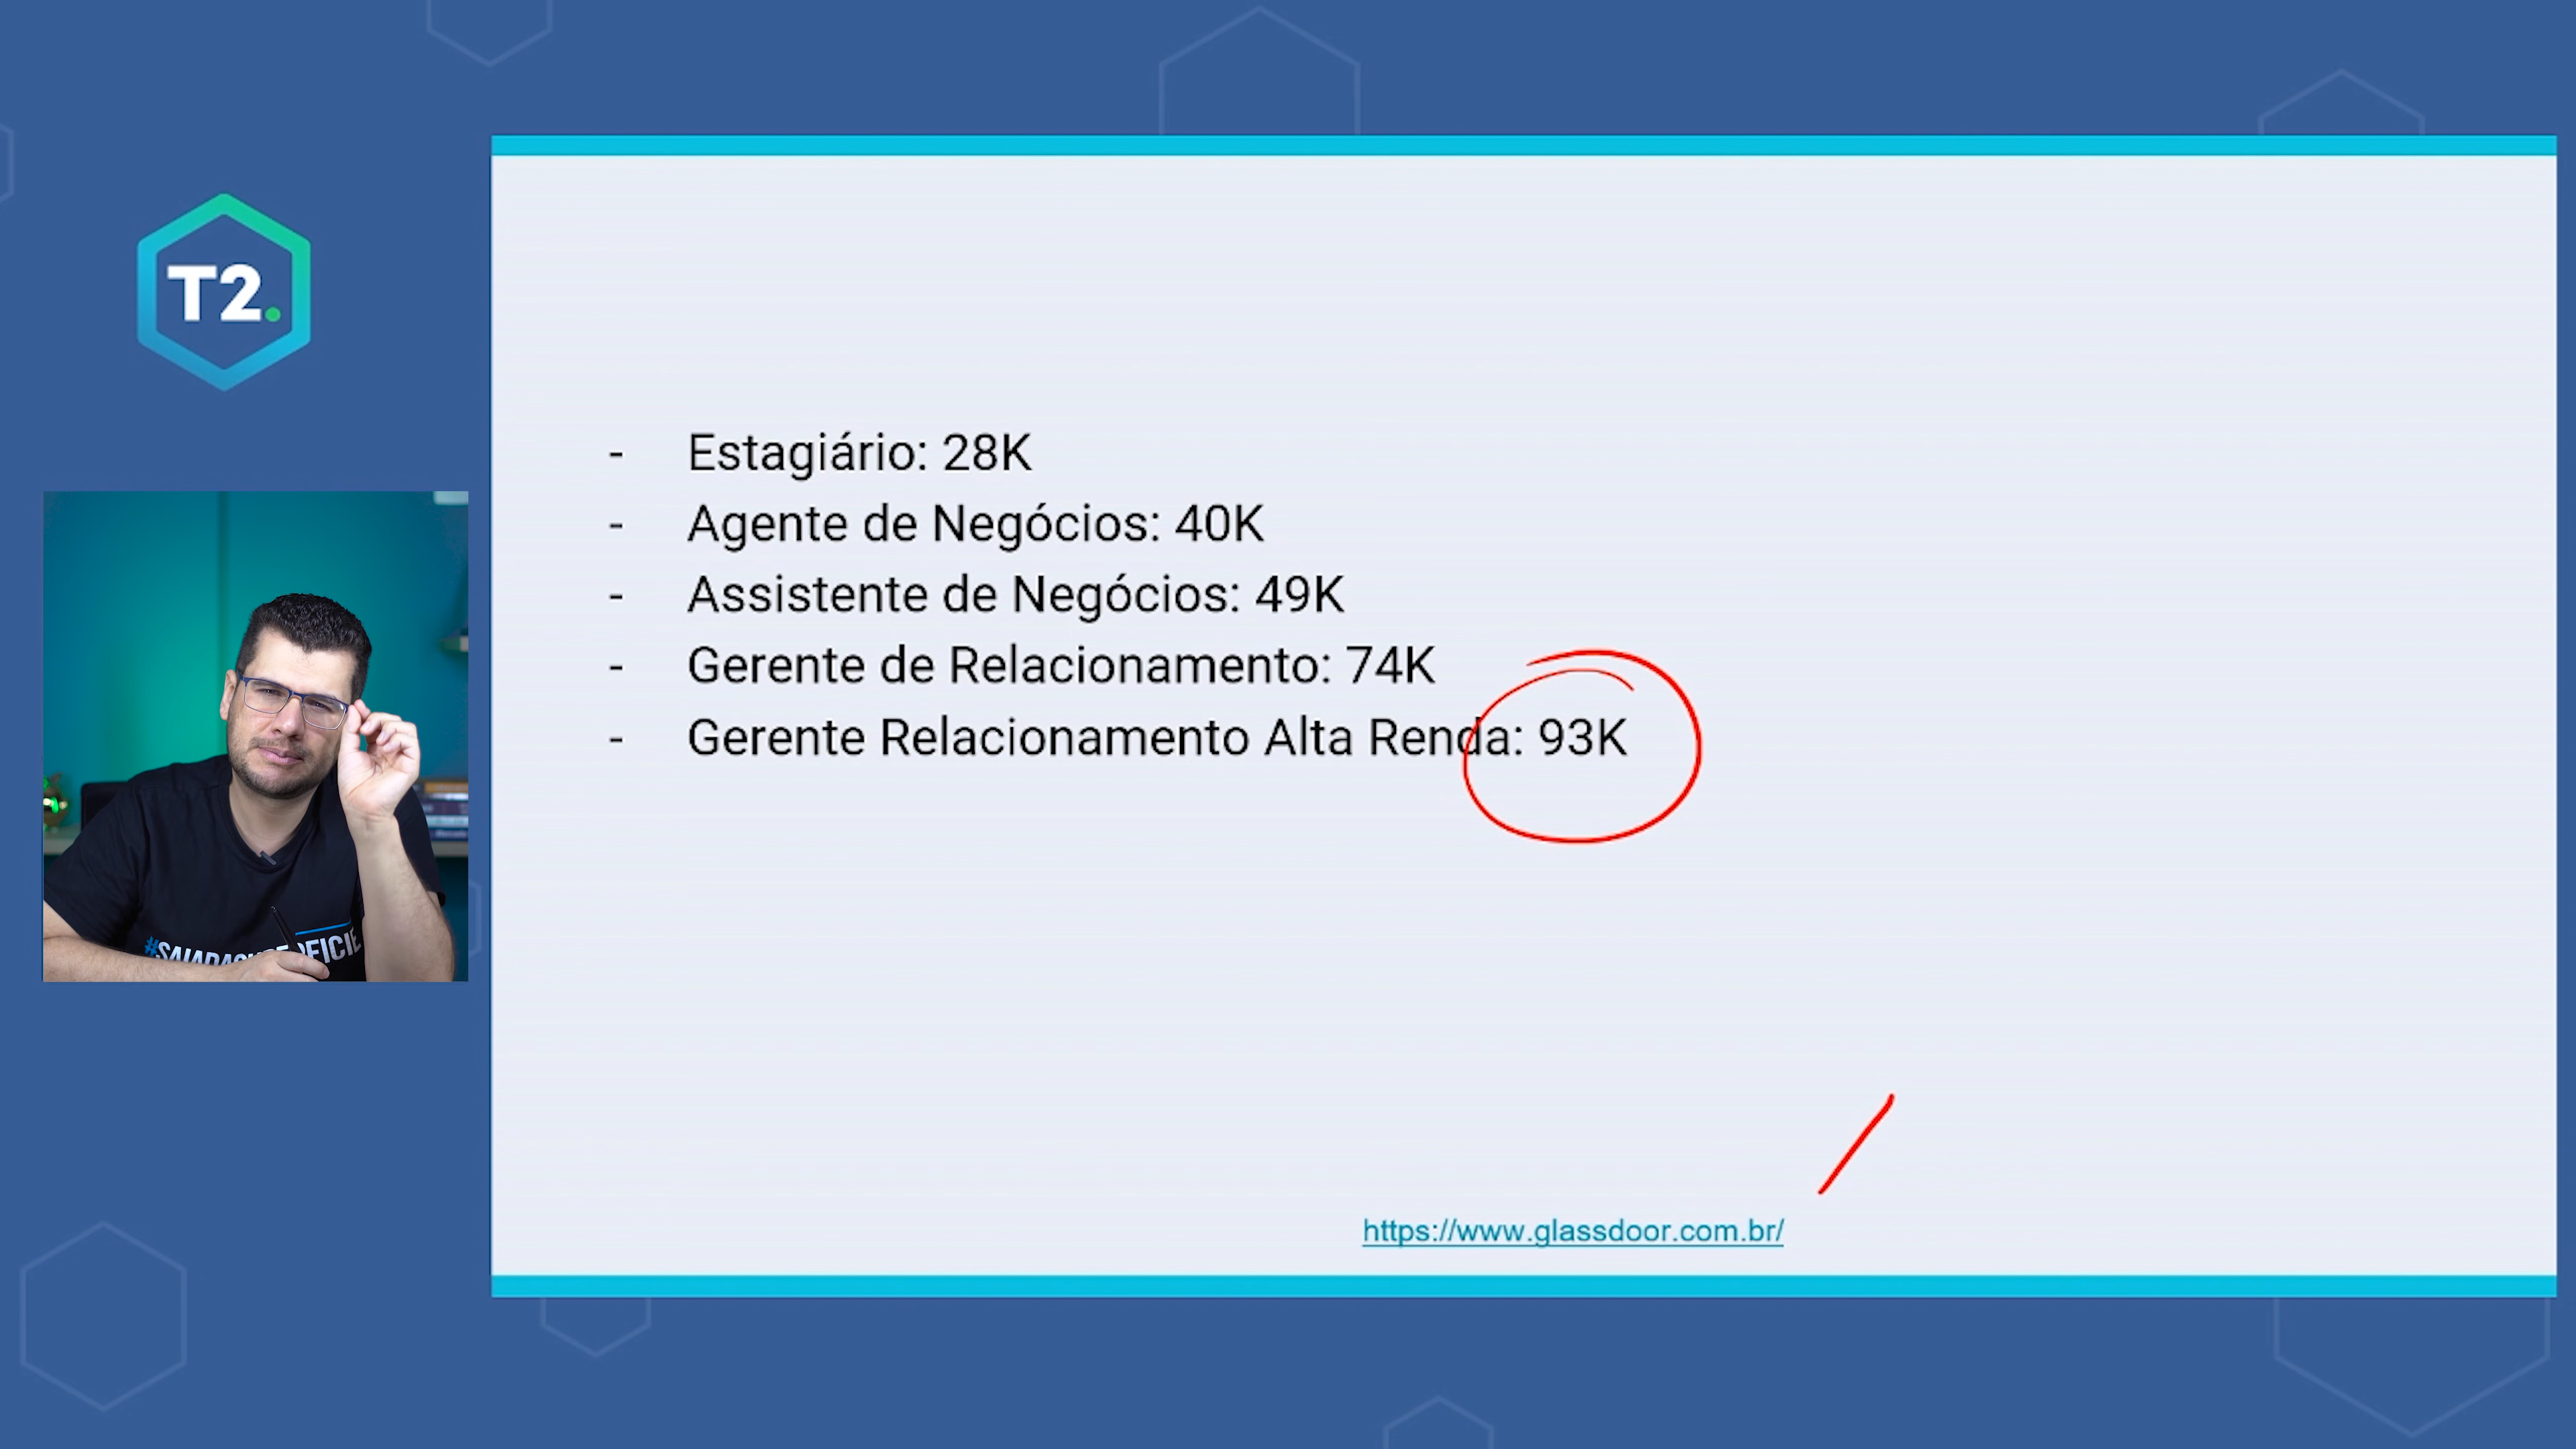 T2.
- Estagiário: 28K
- Agente de Negócios: 40K
- Assistente de Negócios: 49K
- Gerente de Relacionamento: 74K
- Gerente Relacionamento Alta Renda: 93K
https://www.glassdoor.com.br/